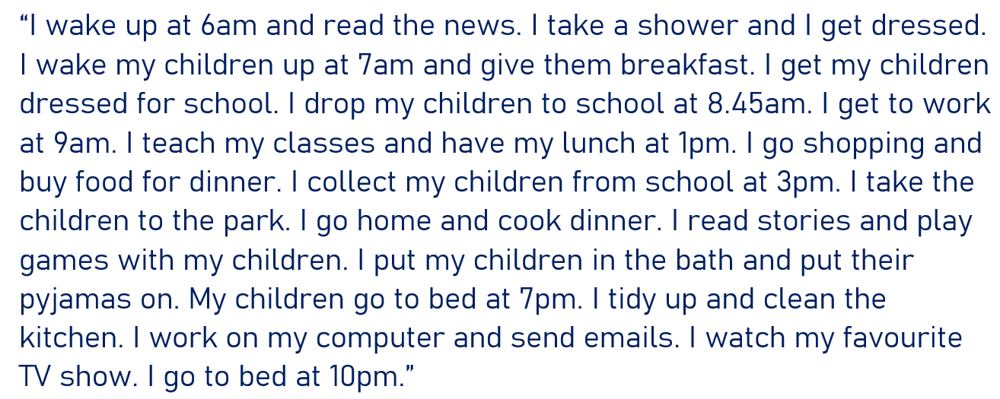 “I wake up at 6am and read the news. I take a shower and I get dressed.
I wake my children up at 7am and give them breakfast. I get my children
dressed for school. I drop my children to school at 8.45am. I get to work
at 9am. I teach my classes and have my lunch at 1pm. I go shopping and
buy food for dinner. I collect my children from school at 3pm. I take the
children to the park. I go home and cook dinner. I read stories and play
games with my children. I put my children in the bath and put their
pyjamas on. My children go to bed at 7pm. I tidy up and clean the
kitchen. I work on my computer and send emails. I watch my favourite
TV show. I go to bed at 10pm.”